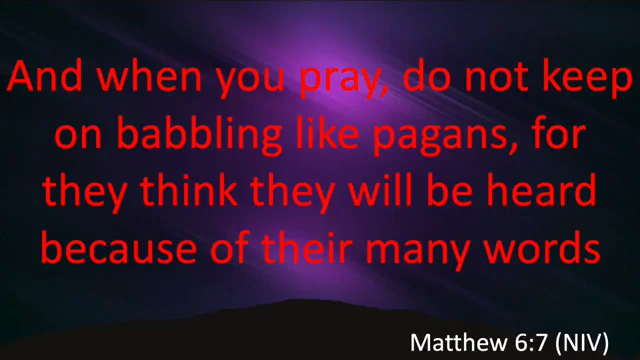 And when you pray, do not keep
on babbling like pagans, for
they think they will be heard
because of their many words
Matthew 6:7 (NIV)